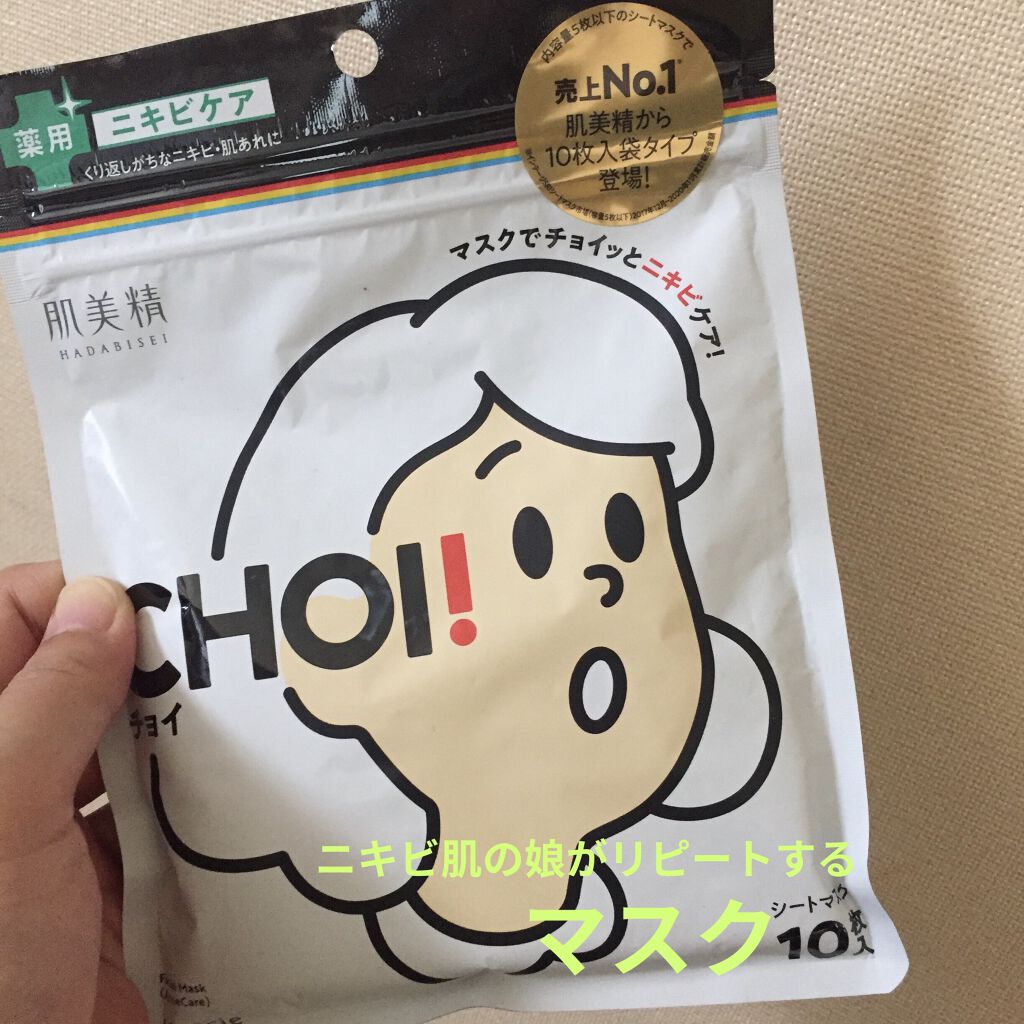 薬用
ニキビケア
くり返しがちなニキビ・肌あれに
内容量5枚以下のシートマスクで
売上No.1
肌美精から
10枚入袋タイプ
登場!
マスクでチョイッとニキビケア!
肌美精
HADABISEI
CHOI!
チョイ
ニキビ肌の娘がリピートする
マスク
シートマスク
10枚入
Mask
Care)